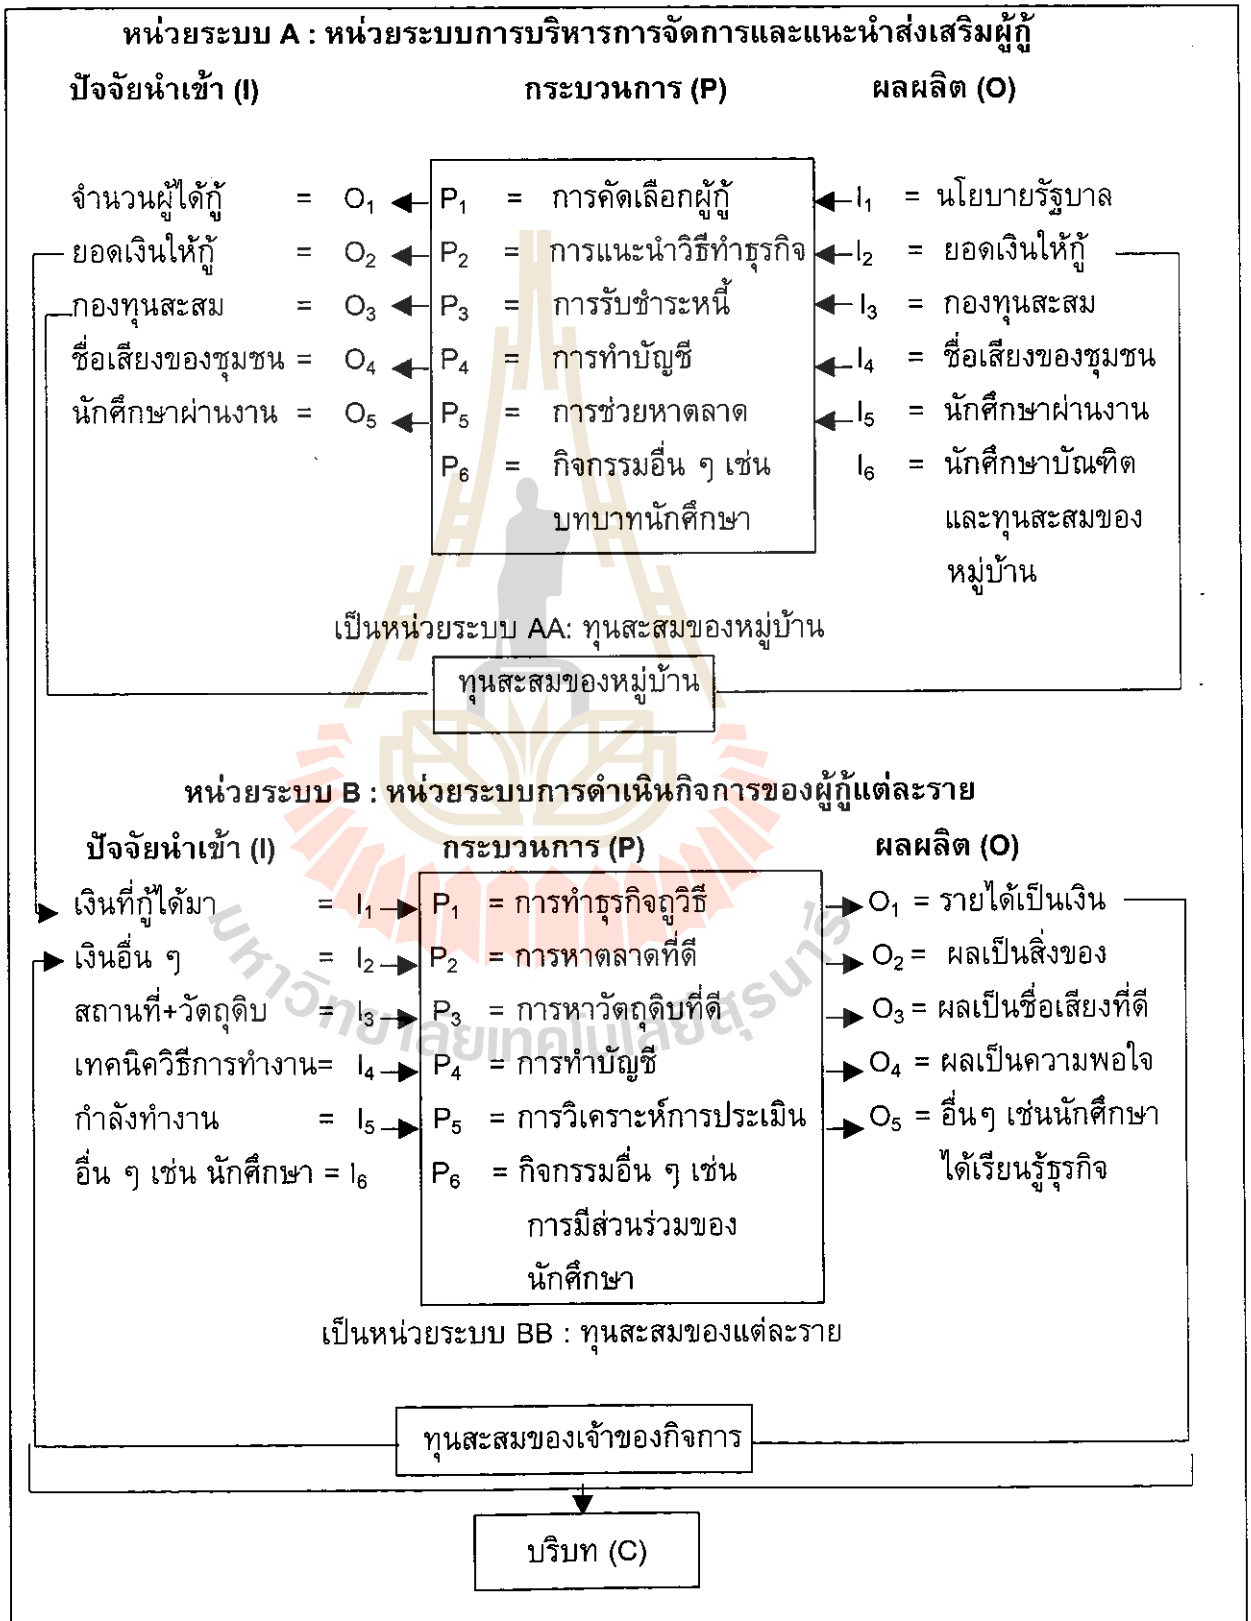 หน่วยระบบ A : หน่วยระบบการบริหารการจัดการและแนะนำส่งเสริมผู้กู้
ปัจจัยนำเข้า (I) กระบวนการ (P) ผลผลิต (O)
จำนวนผู้ได้กู้ = O1 P1 = การคัดเลือกผู้กู้ I1 = นโยบายรัฐบาล
ยอดเงินให้กู้ = O2 P2 = การแนะนำวิธีทำธุรกิจ I2 = ยอดเงินให้กู้
กองทุนสะสม = O3 P3 = การรับชำระหนี้ I3 = กองทุนสะสม
ชื่อเสียงของชุมชน = O4 P4 = การทำบัญชี I4 = ชื่อเสียงของชุมชน
นักศึกษาผ่านงาน = O5 P5 = การช่วยหาตลาด I5 = นักศึกษาผ่านงาน
P6 = กิจกรรมอื่น ๆ เช่น I6 = นักศึกษาบัณฑิต
บทบาทนักศึกษา และทุนสะสมของ
หมู่บ้าน
เป็นหน่วยระบบ AA: ทุนสะสมของหมู่บ้าน
ทุนสะสมของหมู่บ้าน
หน่วยระบบ B : หน่วยระบบการดำเนินกิจการของผู้กู้แต่ละราย
ปัจจัยนำเข้า (I) กระบวนการ (P) ผลผลิต (O)
เงินที่กู้ได้มา = I1 P1 = การทำธุรกิจถูวิธี O1 = รายได้เป็นเงิน
เงินอื่น ๆ = I2 P2 = การหาตลาดที่ดี O2 = ผลเป็นสิ่งของ
สถานที่+วัตถุดิบ = I3 P3 = การหาวัตถุดิบที่ดี O3 = ผลเป็นชื่อเสียงที่ดี
เทคนิควิธีการทำงาน= I4 P4 = การทำบัญชี O4 = ผลเป็นความพอใจ
กำลังทำงาน = I5 P5 = การวิเคราะห์การประเมิน O5 = อื่นๆ เช่นนักศึกษา
อื่น ๆ เช่น นักศึกษา = I6 P6 = กิจกรรมอื่น ๆ เช่น ได้เรียนรู้ธุรกิจ
การมีส่วนร่วมของ
นักศึกษา
มหาวิทยาลัยเทคโนโลยีสุรนารี
เป็นหน่วยระบบ BB : ทุนสะสมของแต่ละราย
ทุนสะสมของเจ้าของกิจการ
บริบท (C)